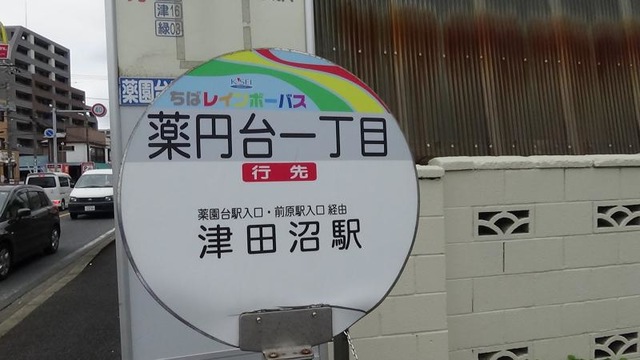 津16
緑03
薬園台
KaSEI
ちばレインボーバス
薬円台一丁目
行先
薬園台駅入口・前原駅入口 経由
津田沼駅